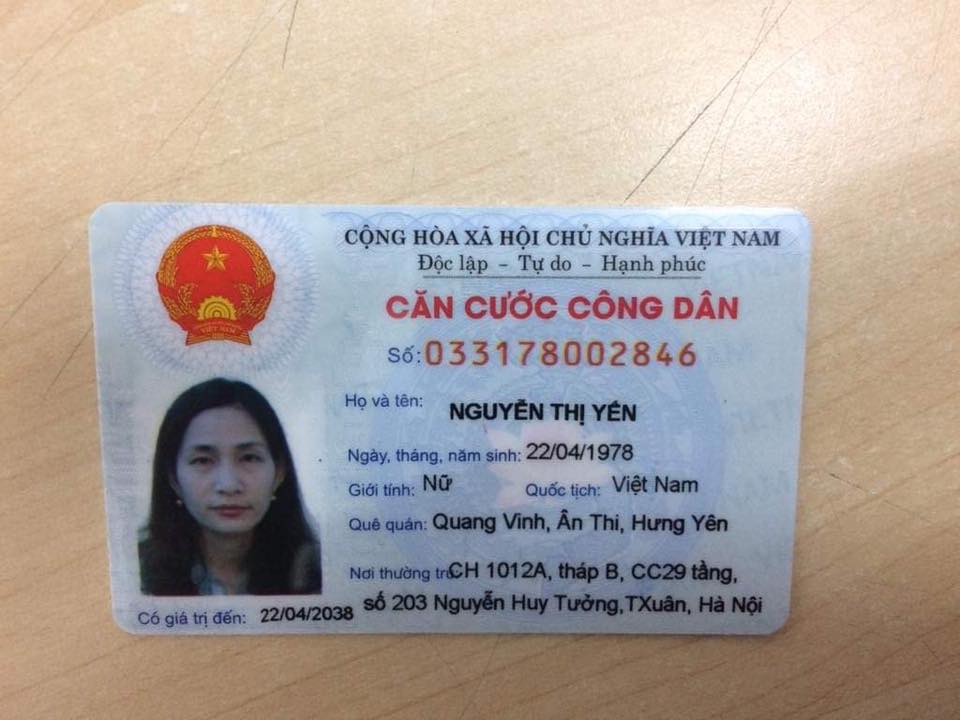 CỘNG HÒA XÃ HỘI CHỦ NGHĨA VIỆT NAM
Độc lập - Tự do - Hạnh phúc
CĂN CƯỚC CÔNG DÂN
Số: 033178002846
Họ và tên: NGUYỄN THỊ YẾN
Ngày, tháng, năm sinh: 22/04/1978
Giới tính: Nữ Quốc tịch: Việt Nam
Quê quán: Quang Vinh, Ân Thi, Hưng Yên
Nơi thường trú: CH 1012A, tháp B, CC29 tầng,
số 203 Nguyễn Huy Tưởng,TXuân, Hà Nội
Có giá trị đến: 22/04/2038
VIỆT NAM